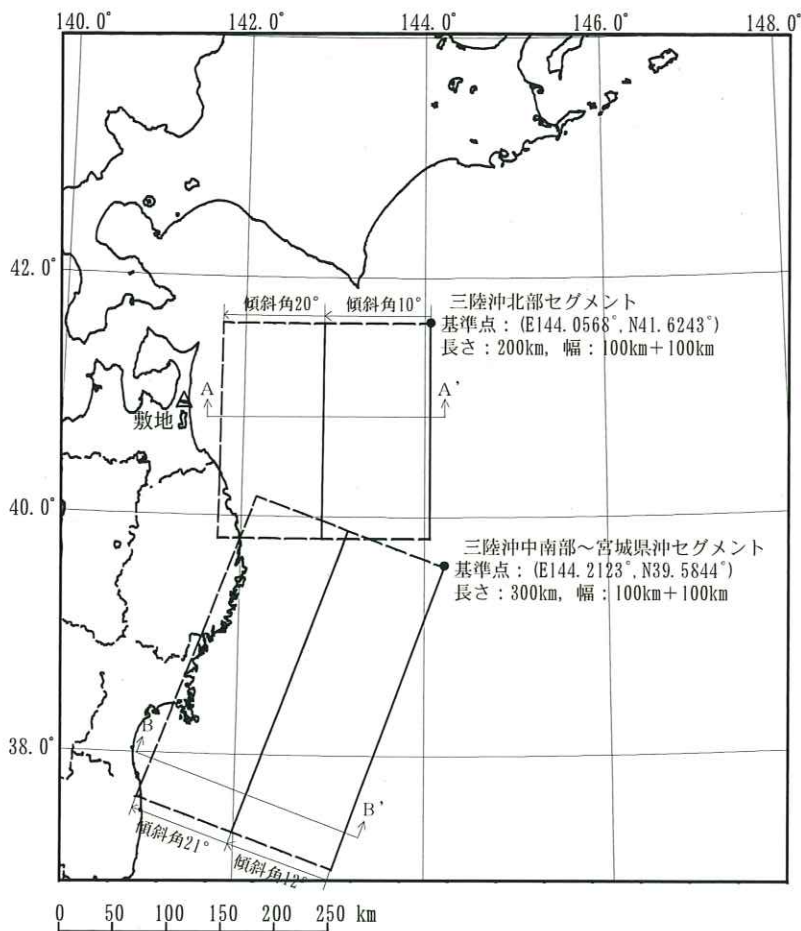 140.0° 142.0° 144.0° 146.0° 148.0°
42.0°
傾斜角20° 傾斜角10°
三陸沖北部セグメント
基準点：(E144.0568°, N41.6243°)
長さ：200km, 幅：100km＋100km
A A'
敷地
40.0°
三陸沖中南部～宮城県沖セグメント
基準点：(E144.2123°, N39.5844°)
長さ：300km, 幅：100km＋100km
38.0°
B
B'
傾斜角21°
傾斜角12°
0 50 100 150 200 250 km